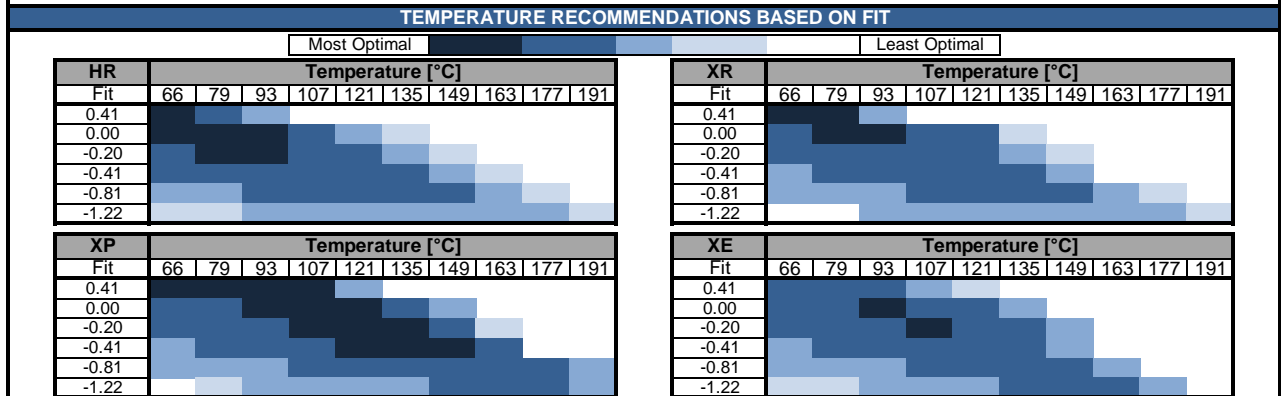 TEMPERATURE RECOMMENDATIONS BASED ON FIT
Most Optimal Least Optimal
HR Temperature [°C]
Fit 66 79 93 107 121 135 149 163 177 191
0.41
0.00
-0.20
-0.41
-0.81
-1.22
XR Temperature [°C]
Fit 66 79 93 107 121 135 149 163 177 191
0.41
0.00
-0.20
-0.41
-0.81
-1.22
XP Temperature [°C]
Fit 66 79 93 107 121 135 149 163 177 191
0.41
0.00
-0.20
-0.41
-0.81
-1.22
XE Temperature [°C]
Fit 66 79 93 107 121 135 149 163 177 191
0.41
0.00
-0.20
-0.41
-0.81
-1.22